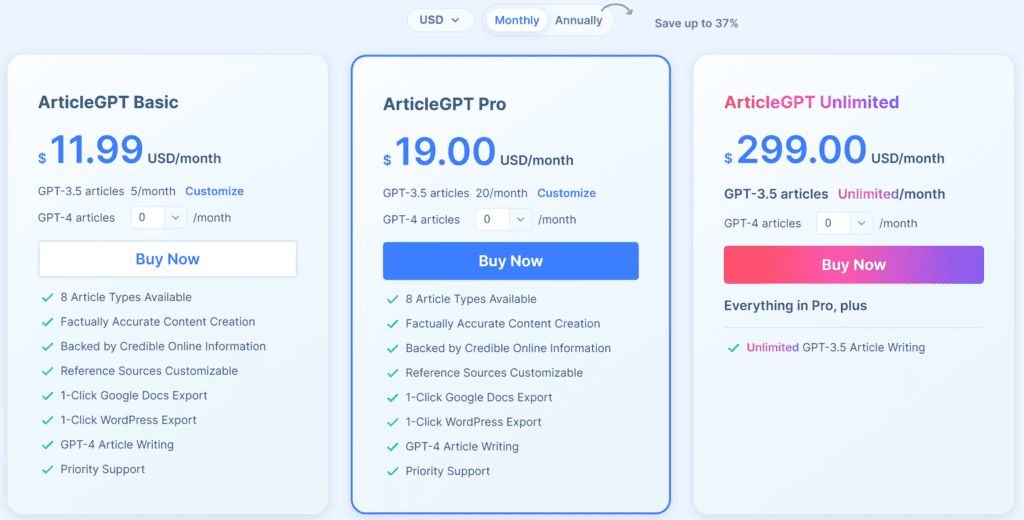 USD Monthly Annually Save up to 37%
ArticleGPT Basic
$ 11.99 USD/month
GPT-3.5 articles 5/month Customize
GPT-4 articles 0 /month
Buy Now
8 Article Types Available
Factually Accurate Content Creation
Backed by Credible Online Information
Reference Sources Customizable
1-Click Google Docs Export
1-Click WordPress Export
GPT-4 Article Writing
Priority Support
ArticleGPT Pro
$ 19.00 USD/month
GPT-3.5 articles 20/month Customize
GPT-4 articles 0 /month
Buy Now
8 Article Types Available
Factually Accurate Content Creation
Backed by Credible Online Information
Reference Sources Customizable
1-Click Google Docs Export
1-Click WordPress Export
GPT-4 Article Writing
Priority Support
ArticleGPT Unlimited
$ 299.00 USD/month
GPT-3.5 articles Unlimited/month
GPT-4 articles 0 /month
Buy Now
Everything in Pro, plus
Unlimited GPT-3.5 Article Writing